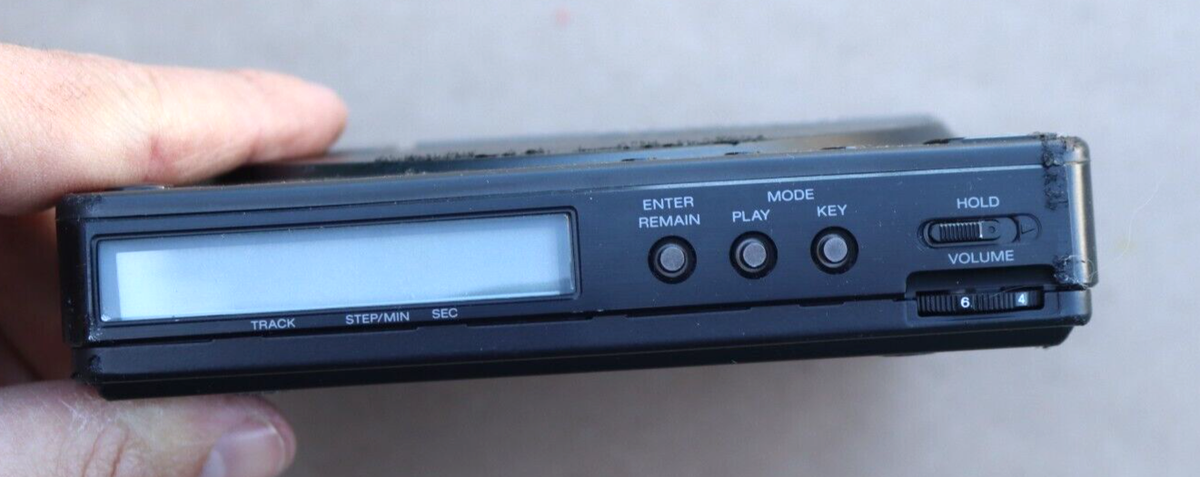 ENTER
REMAIN
MODE
PLAY
KEY
HOLD
VOLUME
6 4
TRACK STEP/MIN SEC